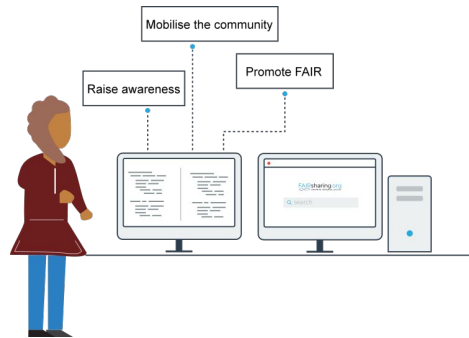 Mobilise the community
Raise awareness
Promote FAIR
FAIRsharing.org
SEARCH